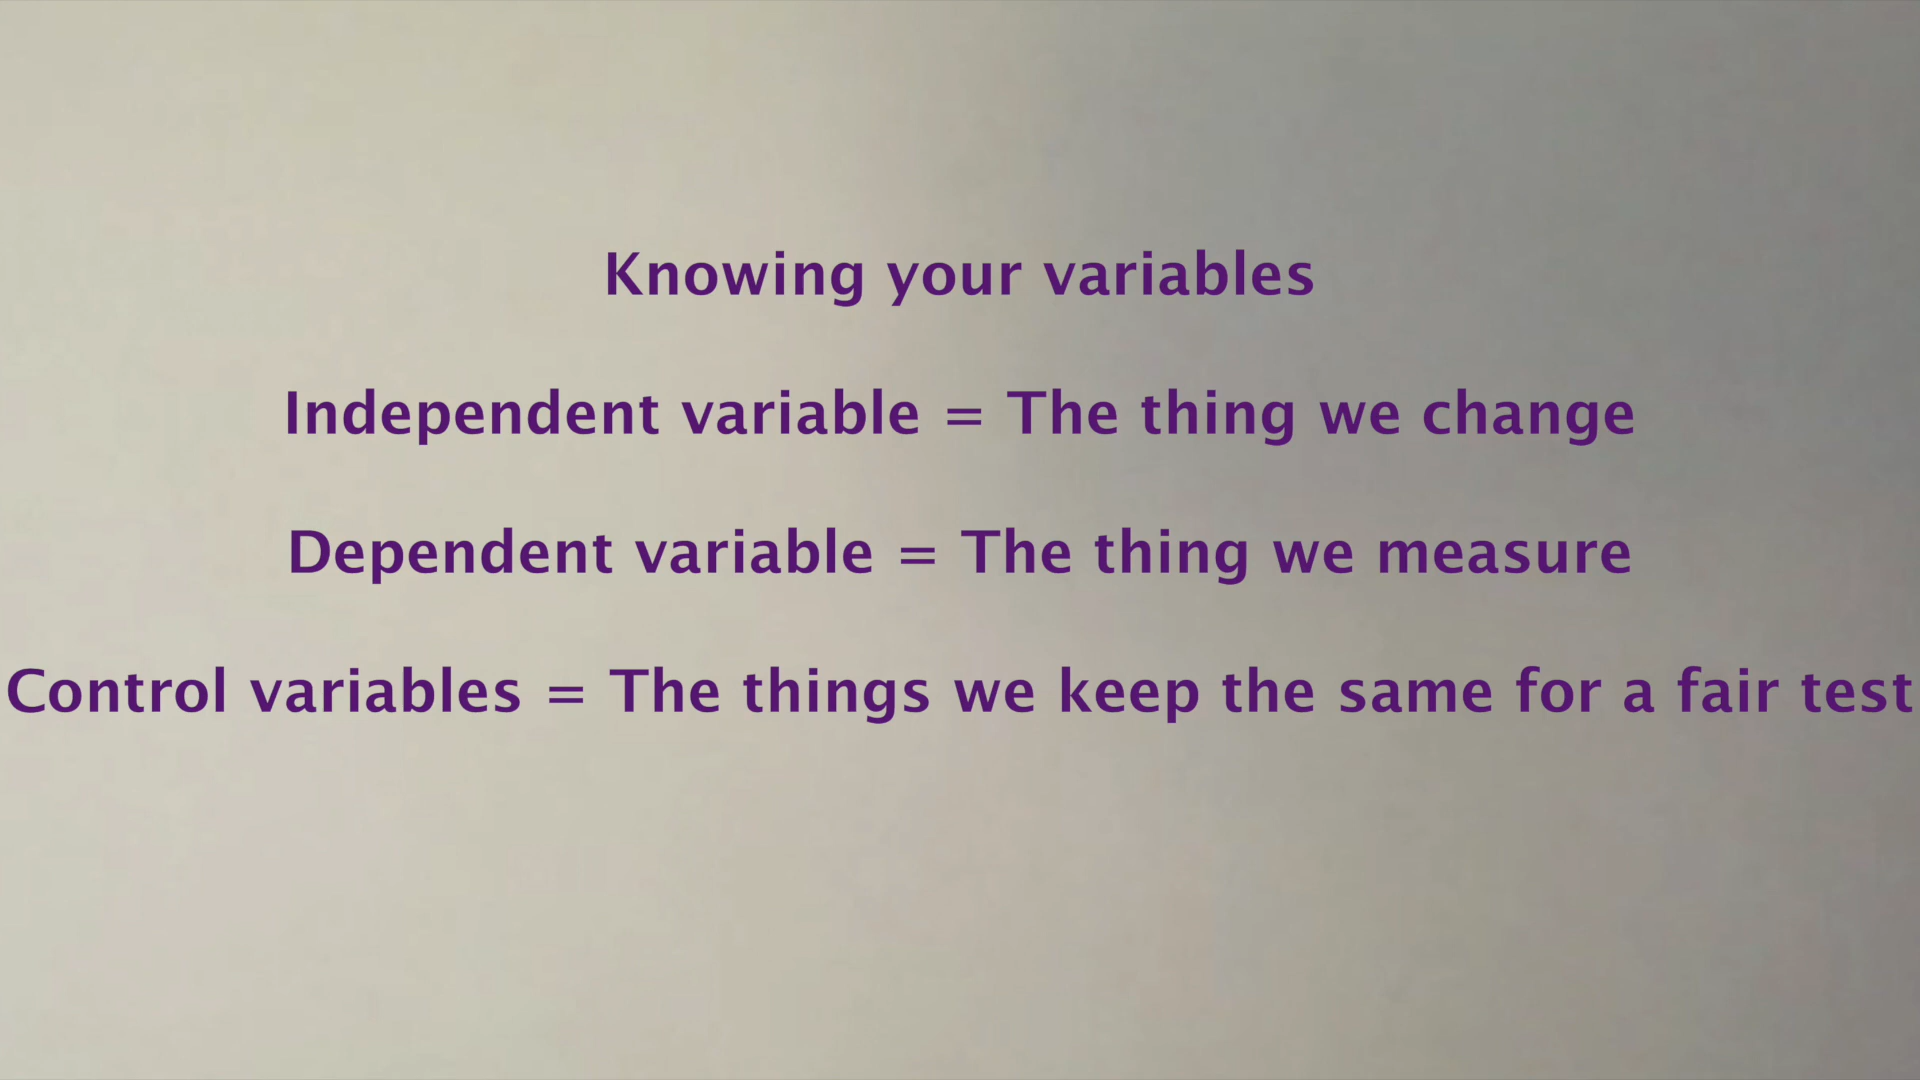 Knowing your variables
Independent variable = The thing we change
Dependent variable = The thing we measure
Control variables = The things we keep the same for a fair test